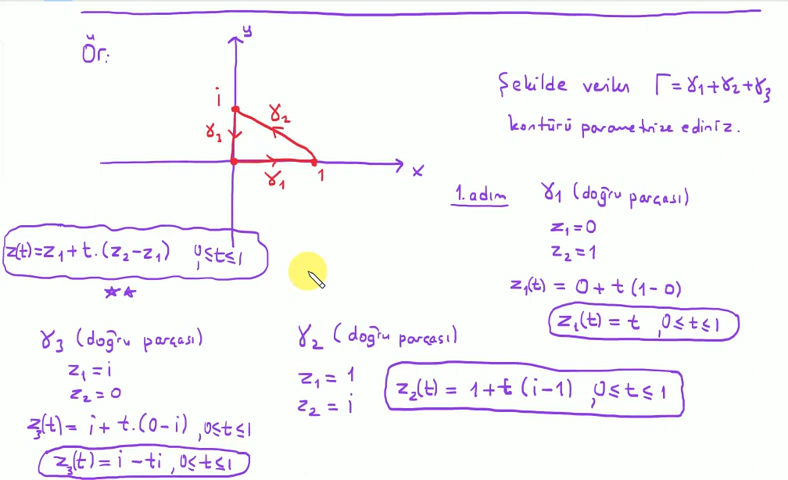 Ör:
y
i
γ2
γ3
γ1
1
x
Şekilde verilen Γ=γ1+γ2+γ3
kontürü parametrize ediniz.
z(t)=z1+t.(z2-z1) , 0≤t≤1
★★
1. adım γ1 (doğru parçası)
z1=0
z2=1
z1(t) = 0+t(1-0)
z1(t)=t , 0≤t≤1
γ2 (doğru parçası)
z1=1
z2=i
z2(t)=1+t(i-1) , 0≤t≤1
γ3 (doğru parçası)
z1=i
z2=0
z3(t)=i+t.(0-i) , 0≤t≤1
z3(t)=i-ti , 0≤t≤1